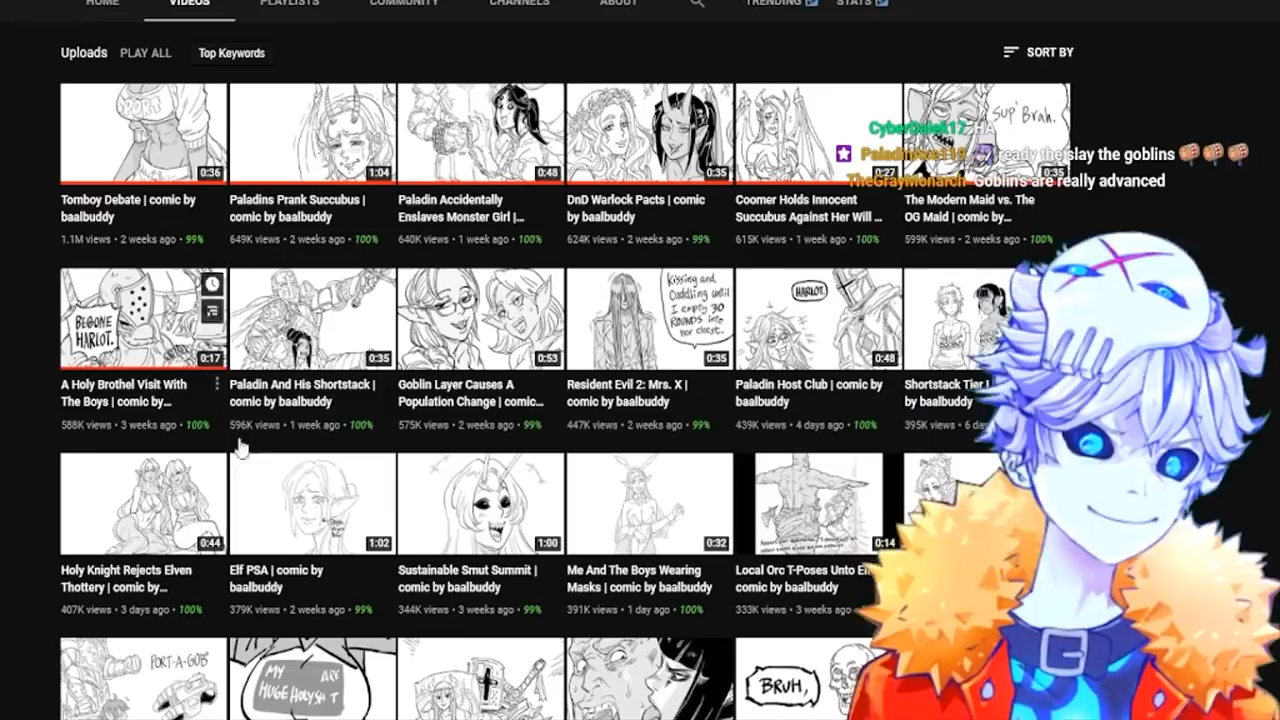 HOME VIDEOS PLAYLISTS COMMUNITY CHANNELS ABOUT TRENDING STATS
Uploads PLAY ALL Top Keywords SORT BY
PORT
Sup' Brah.
CyberDalek17 HA
ready the slay the goblins
TheGrayMonarch Goblins are really advanced
0:36
1:04
0:48
0:35
0:27
0:35
Tomboy Debate | comic by
baalbuddy
1.1M views • 2 weeks ago • 99%
Paladins Prank Succubus |
comic by baalbuddy
649K views • 2 weeks ago • 100%
Paladin Accidentally
Enslaves Monster Girl |...
640K views • 1 week ago • 100%
DnD Warlock Pacts | comic
by baalbuddy
624K views • 2 weeks ago • 99%
Coomer Holds Innocent
Succubus Against Her Will ...
615K views • 1 week ago • 100%
The Modern Maid vs. The
OG Maid | comic by...
599K views • 2 weeks ago • 100%
BEGONE
HARLOT.
0:17
0:35
0:53
Kissing and
Cuddling until
I empty 30
ROUNDS into
her chest..
0:35
HARLOT.
0:48
A Holy Brothel Visit With
The Boys | comic by...
588K views • 3 weeks ago • 100%
Paladin And His Shortstack |
comic by baalbuddy
596K views • 1 week ago • 100%
Goblin Layer Causes A
Population Change | comic...
575K views • 2 weeks ago • 99%
Resident Evil 2: Mrs. X |
comic by baalbuddy
447K views • 2 weeks ago • 99%
Paladin Host Club | comic by
baalbuddy
439K views • 4 days ago • 100%
Shortstack Tier
by baalbuddy
395K views • 6
0:44
1:02
1:00
0:32
0:14
Holy Knight Rejects Elven
Thottery | comic by...
407K views • 3 days ago • 100%
Elf PSA | comic by
baalbuddy
379K views • 2 weeks ago • 99%
Sustainable Smut Summit |
comic by baalbuddy
344K views • 3 weeks ago • 99%
Me And The Boys Wearing
Masks | comic by baalbuddy
391K views • 1 day ago • 100%
Local Orc T-Poses Unto
comic by baalbuddy
333K views • 3 weeks ago
PORT-A-GOB
MY ARE
HUGE HOLY SH T
BRUH,